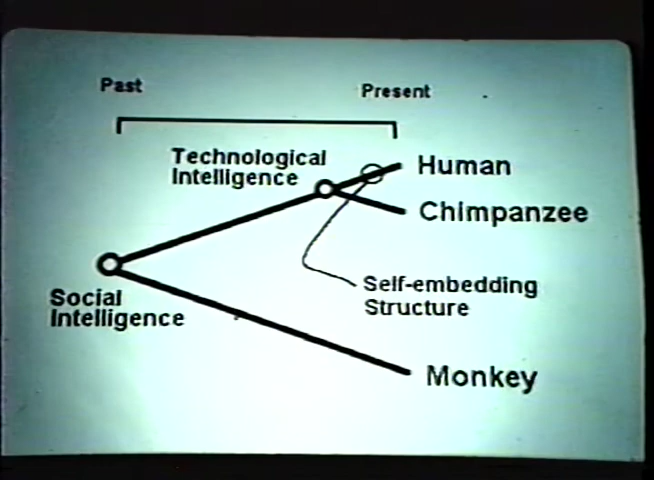 Past
Present
Technological
Intelligence
Human
Chimpanzee
Self-embedding
Structure
Social
Intelligence
Monkey